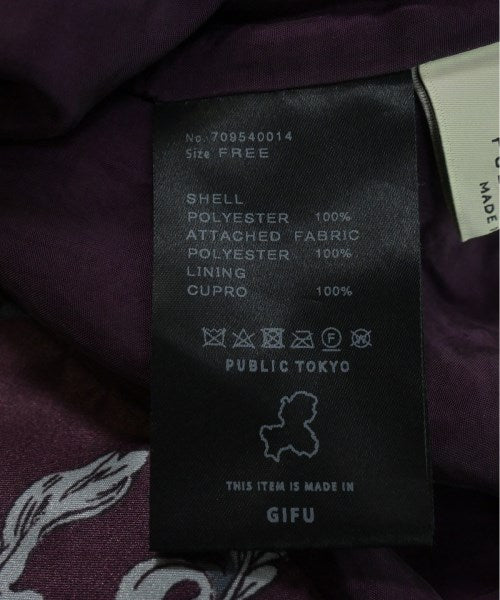 No. 709540014
Size FREE
SHELL
POLYESTER 100%
ATTACHED FABRIC
POLYESTER 100%
LINING
CUPRO 100%
PUBLIC TOKYO
THIS ITEM IS MADE IN
GIFU
MADE